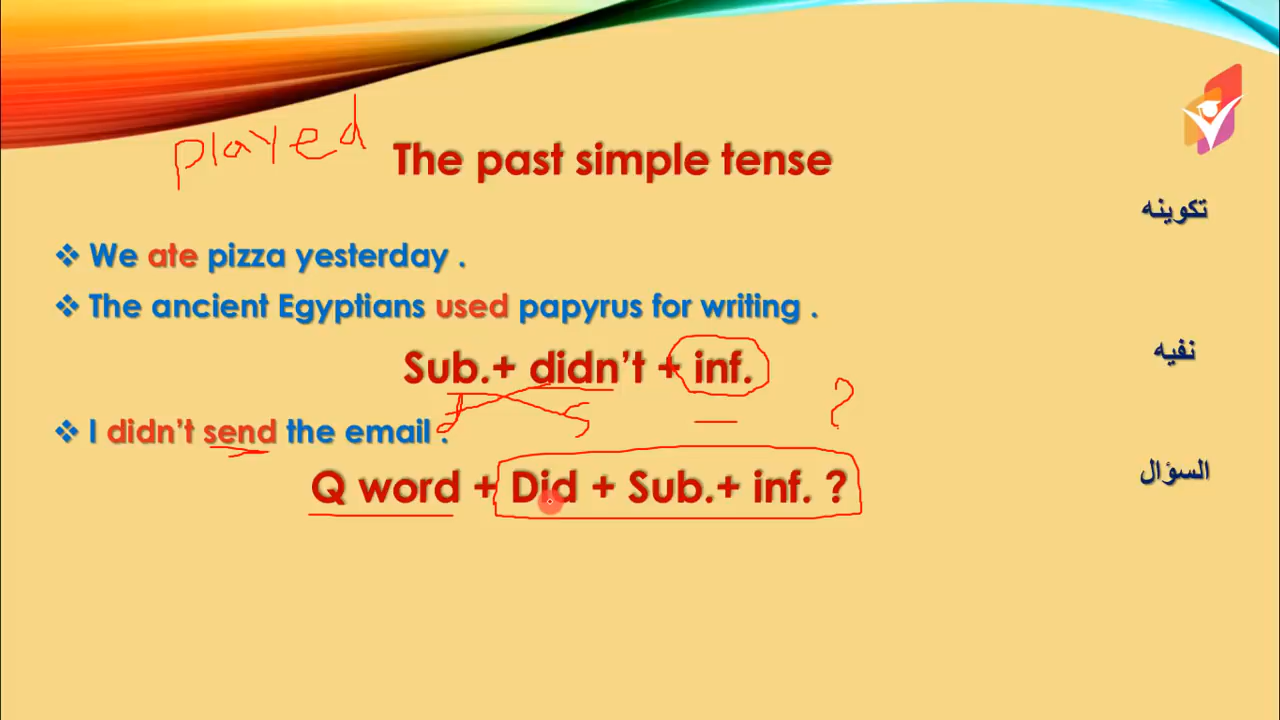 played
The past simple tense
تكوينه
❖ We ate pizza yesterday .
❖ The ancient Egyptians used papyrus for writing .
Sub.+ didn't + inf.
نفيه
?
d s
❖ I didn't send the email .
Q word + Did + Sub.+ inf. ?
السؤال